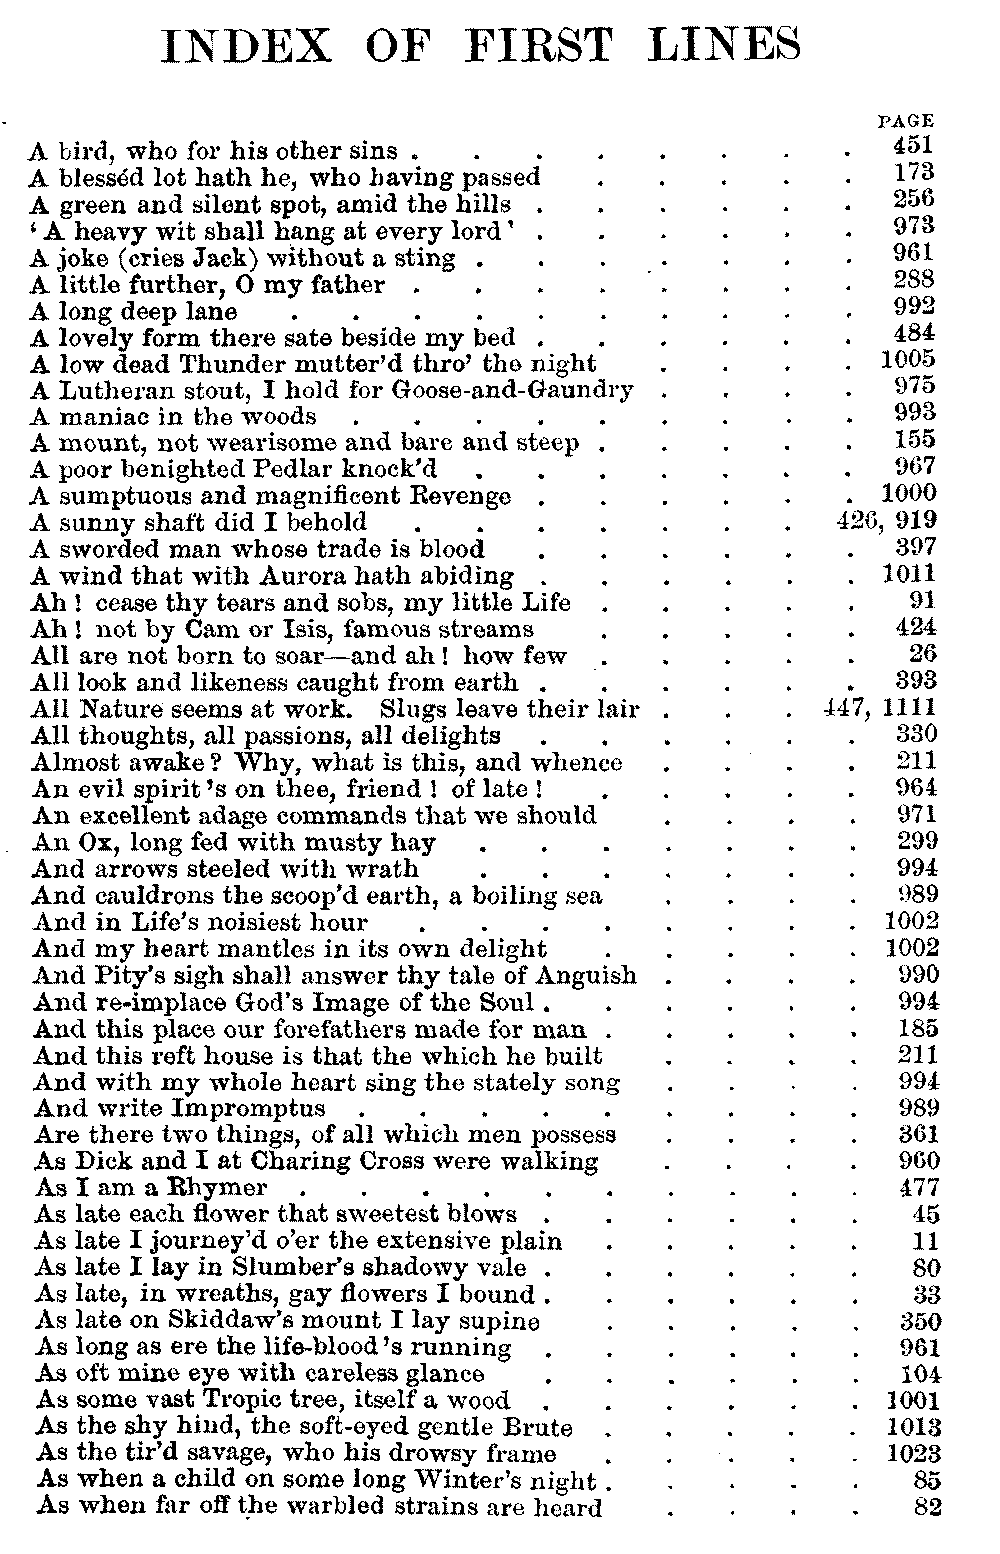 INDEX OF FIRST LINES
PAGE
A bird, who for his other sins . . . . . . . . 451
A blesséd lot hath he, who having passed . . . . . 173
A green and silent spot, amid the hills . . . . . . 256
‘A heavy wit shall hang at every lord’ . . . . . . 973
A joke (cries Jack) without a sting . . . . . . . 961
A little further, O my father . . . . . . . . 288
A long deep lane . . . . . . . . . . 992
A lovely form there sate beside my bed . . . . . . 484
A low dead Thunder mutter’d thro’ the night . . . . 1005
A Lutheran stout, I hold for Goose-and-Gaundry . . . . 975
A maniac in the woods . . . . . . . . . 993
A mount, not wearisome and bare and steep . . . . . 155
A poor benighted Pedlar knock’d . . . . . . . 967
A sumptuous and magnificent Revenge . . . . . . 1000
A sunny shaft did I behold . . . . . . . 426, 919
A sworded man whose trade is blood . . . . . . 397
A wind that with Aurora hath abiding . . . . . . 1011
Ah! cease thy tears and sobs, my little Life . . . . . 91
Ah! not by Cam or Isis, famous streams . . . . . 424
All are not born to soar—and ah! how few . . . . . 26
All look and likeness caught from earth . . . . . . 393
All Nature seems at work. Slugs leave their lair . . . 447, 1111
All thoughts, all passions, all delights . . . . . . 330
Almost awake? Why, what is this, and whence . . . . 211
An evil spirit’s on thee, friend! of late! . . . . . 964
An excellent adage commands that we should . . . . 971
An Ox, long fed with musty hay . . . . . . . 299
And arrows steeled with wrath . . . . . . . 994
And cauldrons the scoop’d earth, a boiling sea . . . . 989
And in Life’s noisiest hour . . . . . . . . 1002
And my heart mantles in its own delight . . . . . 1002
And Pity’s sigh shall answer thy tale of Anguish . . . . 990
And re-implace God’s Image of the Soul . . . . . . 994
And this place our forefathers made for man . . . . . 185
And this reft house is that the which he built . . . . 211
And with my whole heart sing the stately song . . . . 994
And write Impromptus . . . . . . . . . 989
Are there two things, of all which men possess . . . . 361
As Dick and I at Charing Cross were walking . . . . 960
As I am a Rhymer . . . . . . . . . . 477
As late each flower that sweetest blows . . . . . . 45
As late I journey’d o’er the extensive plain . . . . . 11
As late I lay in Slumber’s shadowy vale . . . . . . 80
As late, in wreaths, gay flowers I bound . . . . . . 33
As late on Skiddaw’s mount I lay supine . . . . . 350
As long as ere the life-blood’s running . . . . . . 961
As oft mine eye with careless glance . . . . . . 104
As some vast Tropic tree, itself a wood . . . . . . 1001
As the shy hind, the soft-eyed gentle Brute . . . . . 1013
As the tir’d savage, who his drowsy frame . . . . . 1023
As when a child on some long Winter’s night . . . . . 85
As when far off the warbled strains are heard . . . . 82